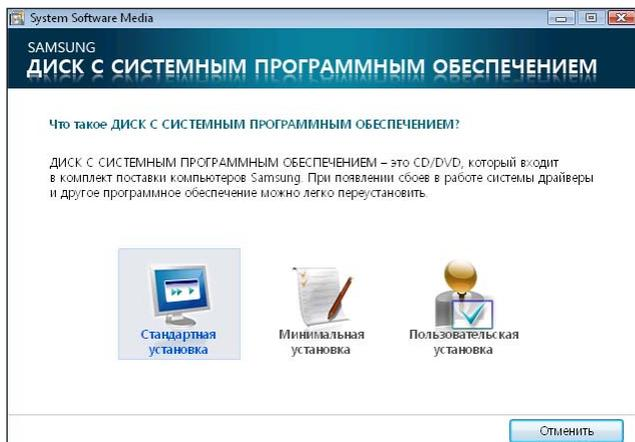 System Software Media
SAMSUNG
ДИСК С СИСТЕМНЫМ ПРОГРАММНЫМ ОБЕСПЕЧЕНИЕМ
Что такое ДИСК С СИСТЕМНЫМ ПРОГРАММНЫМ ОБЕСПЕЧЕНИЕМ?
ДИСК С СИСТЕМНЫМ ПРОГРАММНЫМ ОБЕСПЕЧЕНИЕМ – это CD/DVD, который входит
в комплект поставки компьютеров Samsung. При появлении сбоев в работе системы драйверы
и другое программное обеспечение можно легко переустановить.
Стандартная
установка
Минимальная
установка
Пользовательская
установка
Отменить